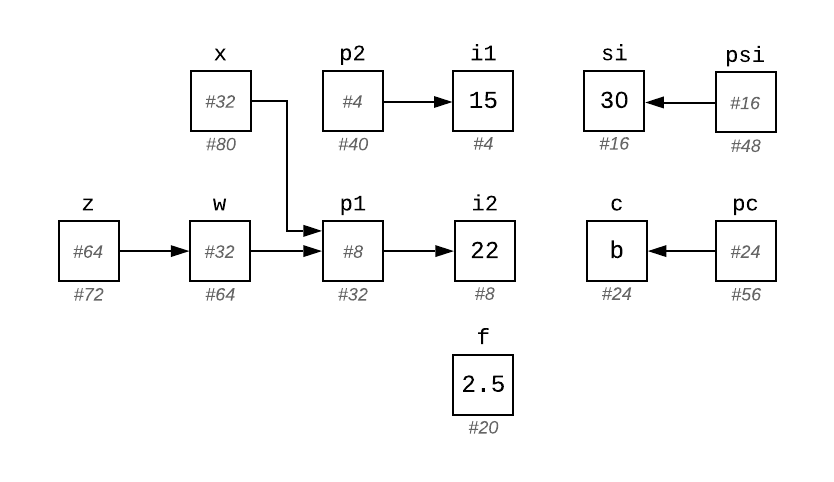 x p2 i1 si psi
#32 #4 15 30 #16
#80 #40 #4 #16 #48
z w p1 i2 c pc
#64 #32 #8 22 b #24
#72 #64 #32 #8 #24 #56
f
2.5
#20